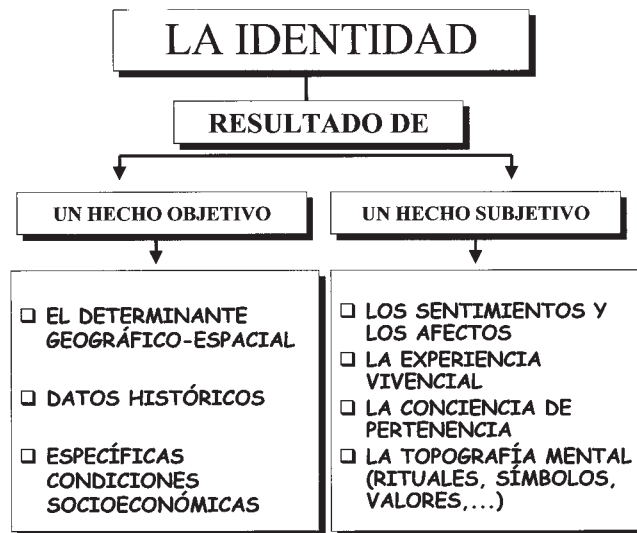 LA IDENTIDAD
RESULTADO DE
UN HECHO OBJETIVO
❑ EL DETERMINANTE
GEOGRÁFICO-ESPACIAL
❑ DATOS HISTÓRICOS
❑ ESPECÍFICAS
CONDICIONES
SOCIOECONÓMICAS
UN HECHO SUBJETIVO
❑ LOS SENTIMIENTOS Y
LOS AFECTOS
❑ LA EXPERIENCIA
VIVENCIAL
❑ LA CONCIENCIA DE
PERTENENCIA
❑ LA TOPOGRAFÍA MENTAL
(RITUALES, SÍMBOLOS,
VALORES,...)